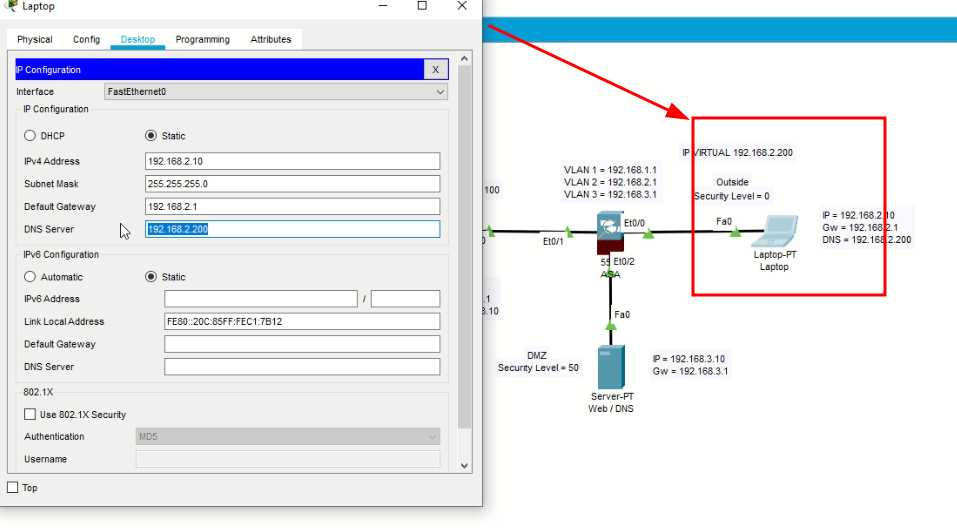 Laptop
Physical Config Desktop Programming Attributes
IP Configuration X
Interface FastEthernet0
IP Configuration
DHCP Static
IPv4 Address 192.168.2.10
Subnet Mask 255.255.255.0
Default Gateway 192.168.2.1
DNS Server 192.168.2.200
IPv6 Configuration
Automatic Static
IPv6 Address /
Link Local Address FE80::20C:85FF:FEC1:7B12
Default Gateway
DNS Server
802.1X
Use 802.1X Security
Authentication MD5
Username
Top
IP VIRTUAL 192.168.2.200
100
VLAN 1 = 192.168.1.1
VLAN 2 = 192.168.2.1
VLAN 3 = 192.168.3.1
Outside
Security Level = 0
Et0/0
Fa0
0
Et0/1
IP = 192.168.2.10
Gw = 192.168.2.1
DNS = 192.168.2.200
Laptop-PT
Laptop
55 Et0/2
ASA
.1
3.10
Fa0
DMZ
Security Level = 50
IP = 192.168.3.10
Gw = 192.168.3.1
Server-PT
Web / DNS